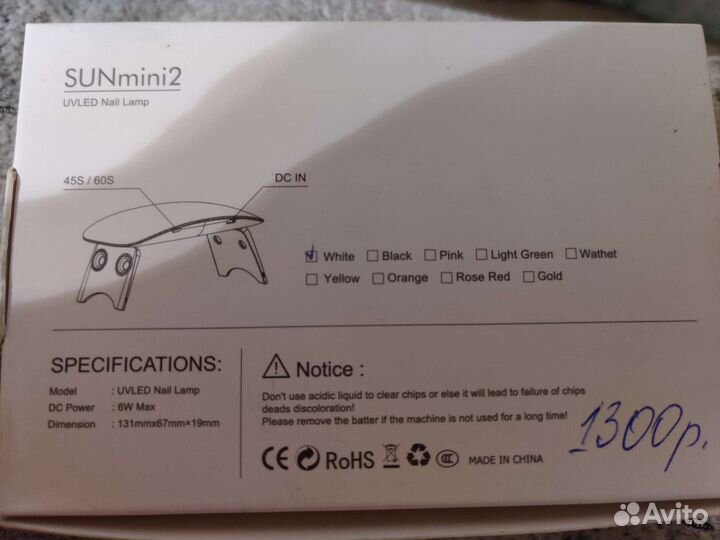 SUNmini2
UVLED Nail Lamp
45S / 60S
DC IN
White Black Pink Light Green Wathet
Yellow Orange Rose Red Gold
SPECIFICATIONS:
Model : UVLED Nail Lamp
DC Power : 6W Max
Dimension : 131mmx67mm×19mm
Notice :
Don't use acidic liquid to clear chips or else it will lead to failure of chips
deads discoloration!
Please remove the batter if the machine is not used for a long time!
1300р.
CE RoHS CCC MADE IN CHINA
Avito